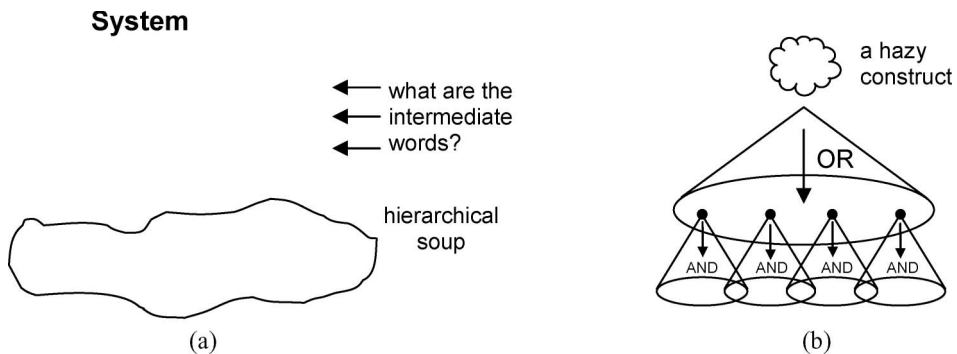 System
what are the
intermediate
words?
hierarchical
soup
(a)
a hazy
construct
OR
AND AND AND AND
(b)